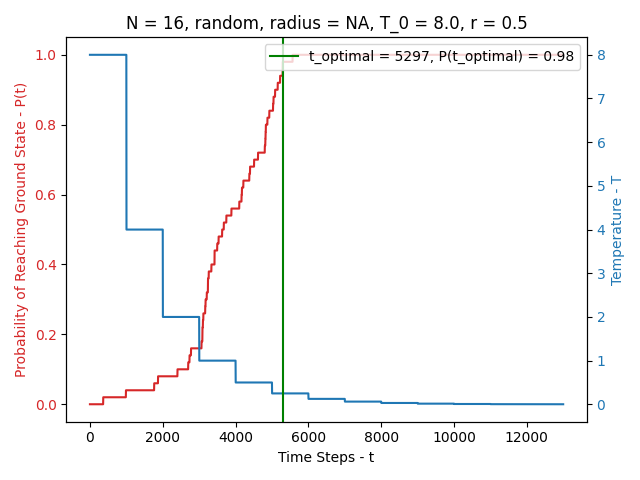 N = 16, random, radius = NA, T_0 = 8.0, r = 0.5
t_optimal = 5297, P(t_optimal) = 0.98
Probability of Reaching Ground State - P(t)
1.0
0.8
0.6
0.4
0.2
0.0
8
7
6
5
4
3
2
1
0
Temperature - T
0 2000 4000 6000 8000 10000 12000
Time Steps - t